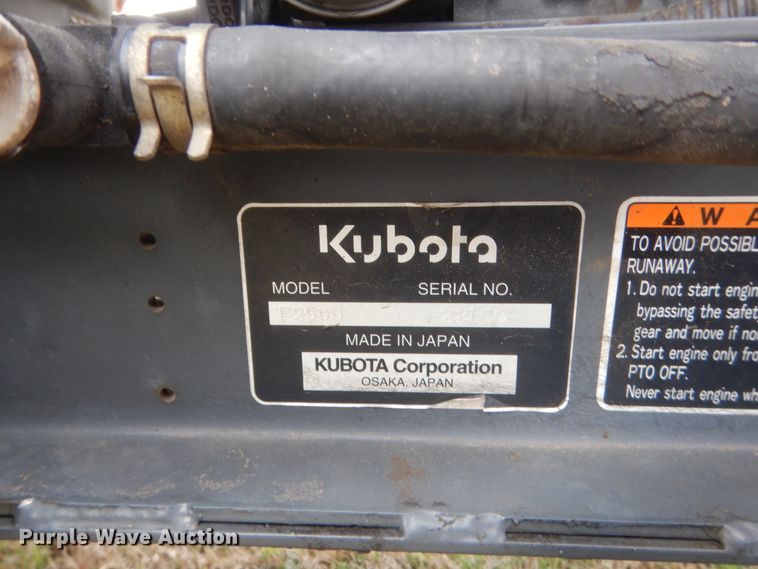 Kubota
MODEL SERIAL NO.
MADE IN JAPAN
KUBOTA Corporation
OSAKA, JAPAN
WA
TO AVOID POSSIBL
RUNAWAY.
1. Do not start engin
bypassing the safety
gear and move if no
2. Start engine only fro
PTO OFF.
Never start engine wh
Purple Wave Auction